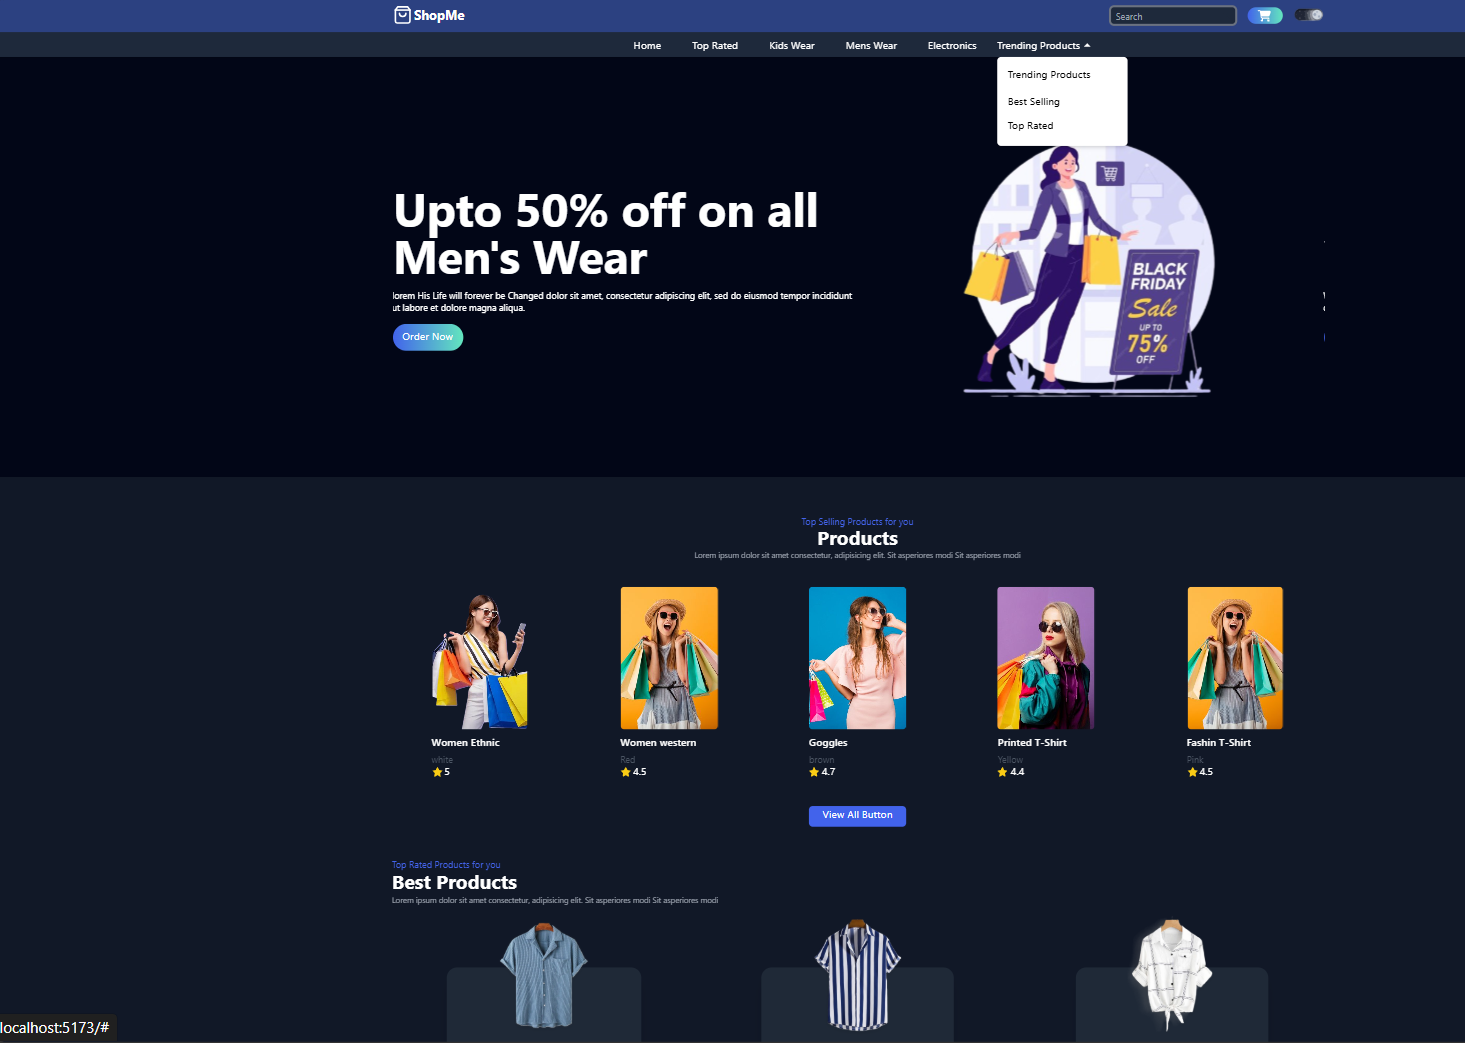 ShopMe
Search
Home Top Rated Kids Wear Mens Wear Electronics Trending Products
Trending Products
Best Selling
Top Rated
Upto 50% off on all
Men's Wear
lorem His Life will forever be Changed dolor sit amet, consectetur adipiscing elit, sed do eiusmod tempor incididunt
ut labore et dolore magna aliqua.
Order Now
BLACK
FRIDAY
Sale
UP TO
75%
OFF
Top Selling Products for you
Products
Lorem ipsum dolor sit amet consectetur, adipisicing elit. Sit asperiores modi Sit asperiores modi
Women Ethnic
white
5
Women western
Red
4.5
Goggles
brown
4.7
Printed T-Shirt
Yellow
4.4
Fashin T-Shirt
Pink
4.5
View All Button
Top Rated Products for you
Best Products
Lorem ipsum dolor sit amet consectetur, adipisicing elit. Sit asperiores modi Sit asperiores modi
localhost:5173/#